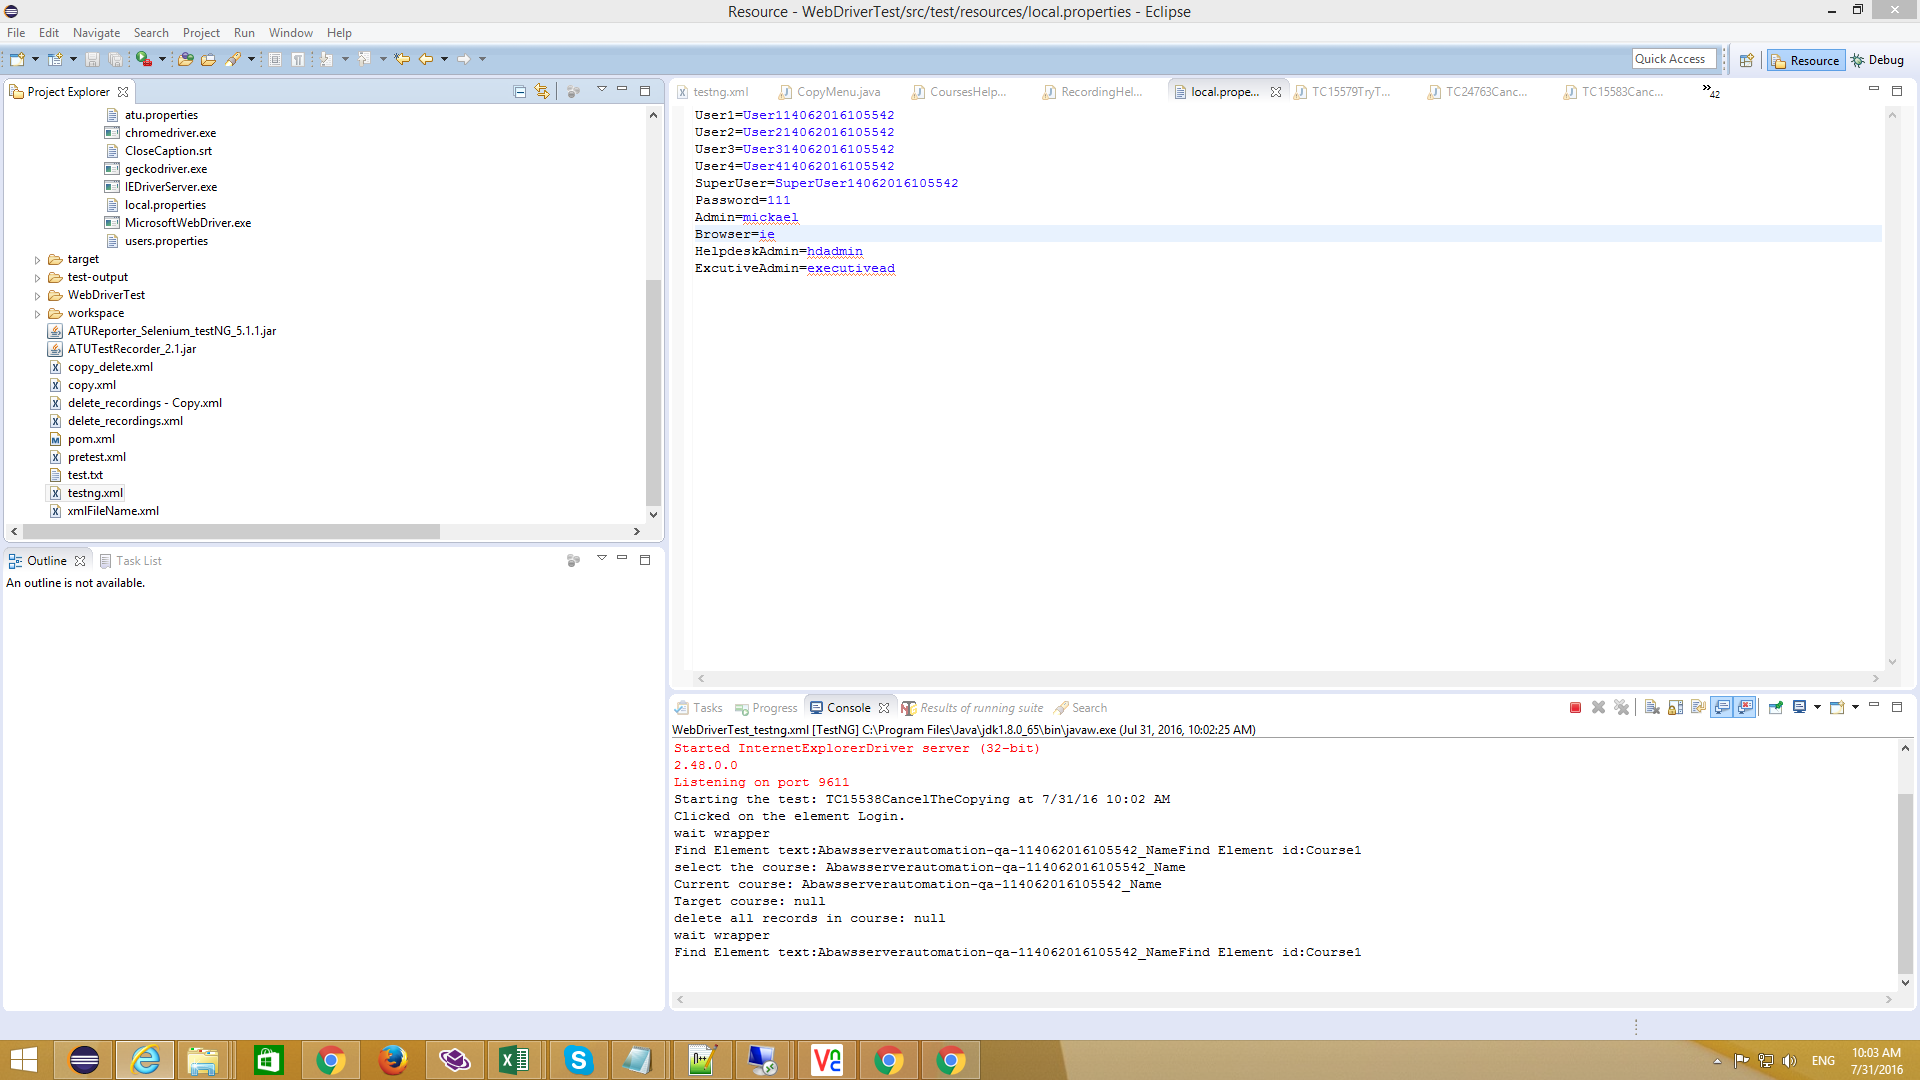 Resource - WebDriverTest/src/test/resources/local.properties - Eclipse
File Edit Navigate Search Project Run Window Help
Quick Access Resource Debug
Project Explorer
atu.properties
chromedriver.exe
CloseCaption.srt
geckodriver.exe
IEDriverServer.exe
local.properties
MicrosoftWebDriver.exe
users.properties
target
test-output
WebDriverTest
workspace
ATUReporter_Selenium_testNG_5.1.1.jar
ATUTestRecorder_2.1.jar
copy_delete.xml
copy.xml
delete_recordings - Copy.xml
delete_recordings.xml
pom.xml
pretest.xml
test.txt
testng.xml
xmlFileName.xml
Outline Task List
An outline is not available.
testng.xml CopyMenu.java CoursesHelp... RecordingHel... local.prope... TC15579TryT... TC24763Canc... TC15583Canc... »42
User1=User114062016105542
User2=User214062016105542
User3=User314062016105542
User4=User414062016105542
SuperUser=SuperUser14062016105542
Password=111
Admin=mickael
Browser=ie
HelpdeskAdmin=hdadmin
ExcutiveAdmin=executivead
Tasks Progress Console Results of running suite Search
WebDriverTest_testng.xml [TestNG] C:\Program Files\Java\jdk1.8.0_65\bin\javaw.exe (Jul 31, 2016, 10:02:25 AM)
Started InternetExplorerDriver server (32-bit)
2.48.0.0
Listening on port 9611
Starting the test: TC15538CancelTheCopying at 7/31/16 10:02 AM
Clicked on the element Login.
wait wrapper
Find Element text:Abawsserverautomation-qa-114062016105542_NameFind Element id:Course1
select the course: Abawsserverautomation-qa-114062016105542_Name
Current course: Abawsserverautomation-qa-114062016105542_Name
Target course: null
delete all records in course: null
wait wrapper
Find Element text:Abawsserverautomation-qa-114062016105542_NameFind Element id:Course1
ENG
10:03 AM
7/31/2016